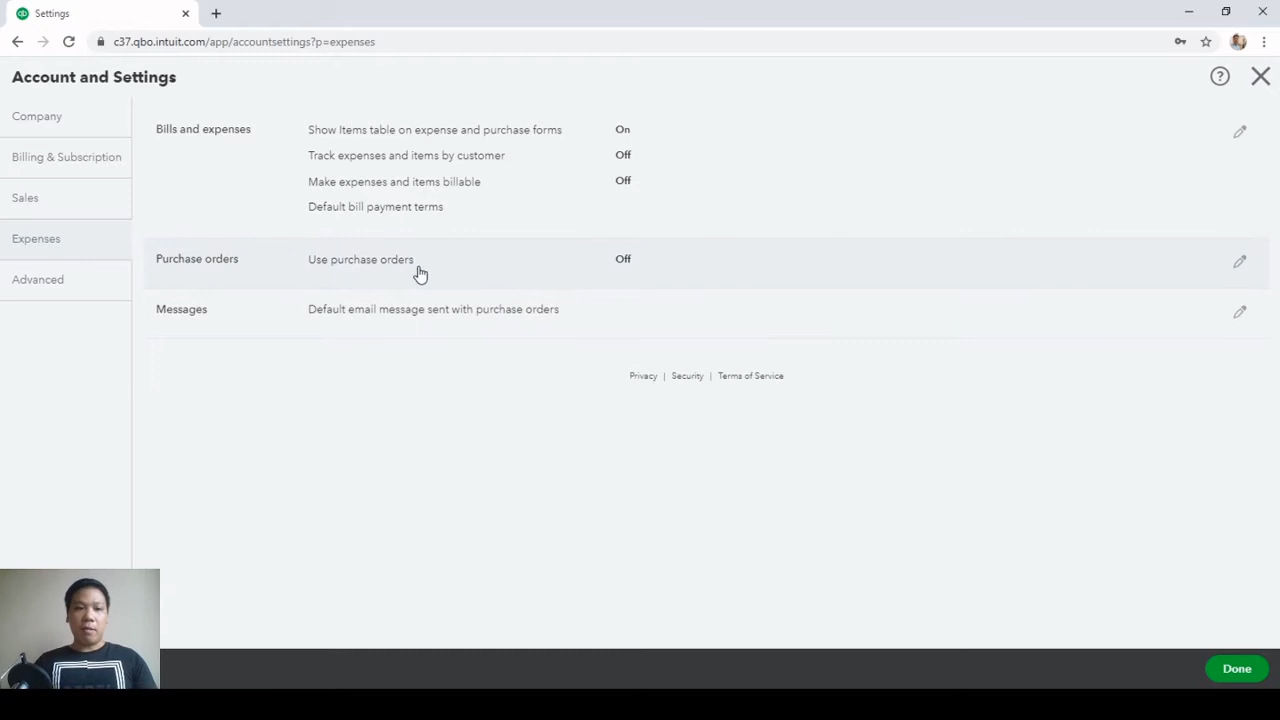 Settings
c37.qbo.intuit.com/app/accountsettings?p=expenses
Account and Settings
Company
Billing & Subscription
Sales
Expenses
Advanced
Bills and expenses
Show Items table on expense and purchase forms On
Track expenses and items by customer Off
Make expenses and items billable Off
Default bill payment terms
Purchase orders
Use purchase orders Off
Messages
Default email message sent with purchase orders
Privacy | Security | Terms of Service
Done